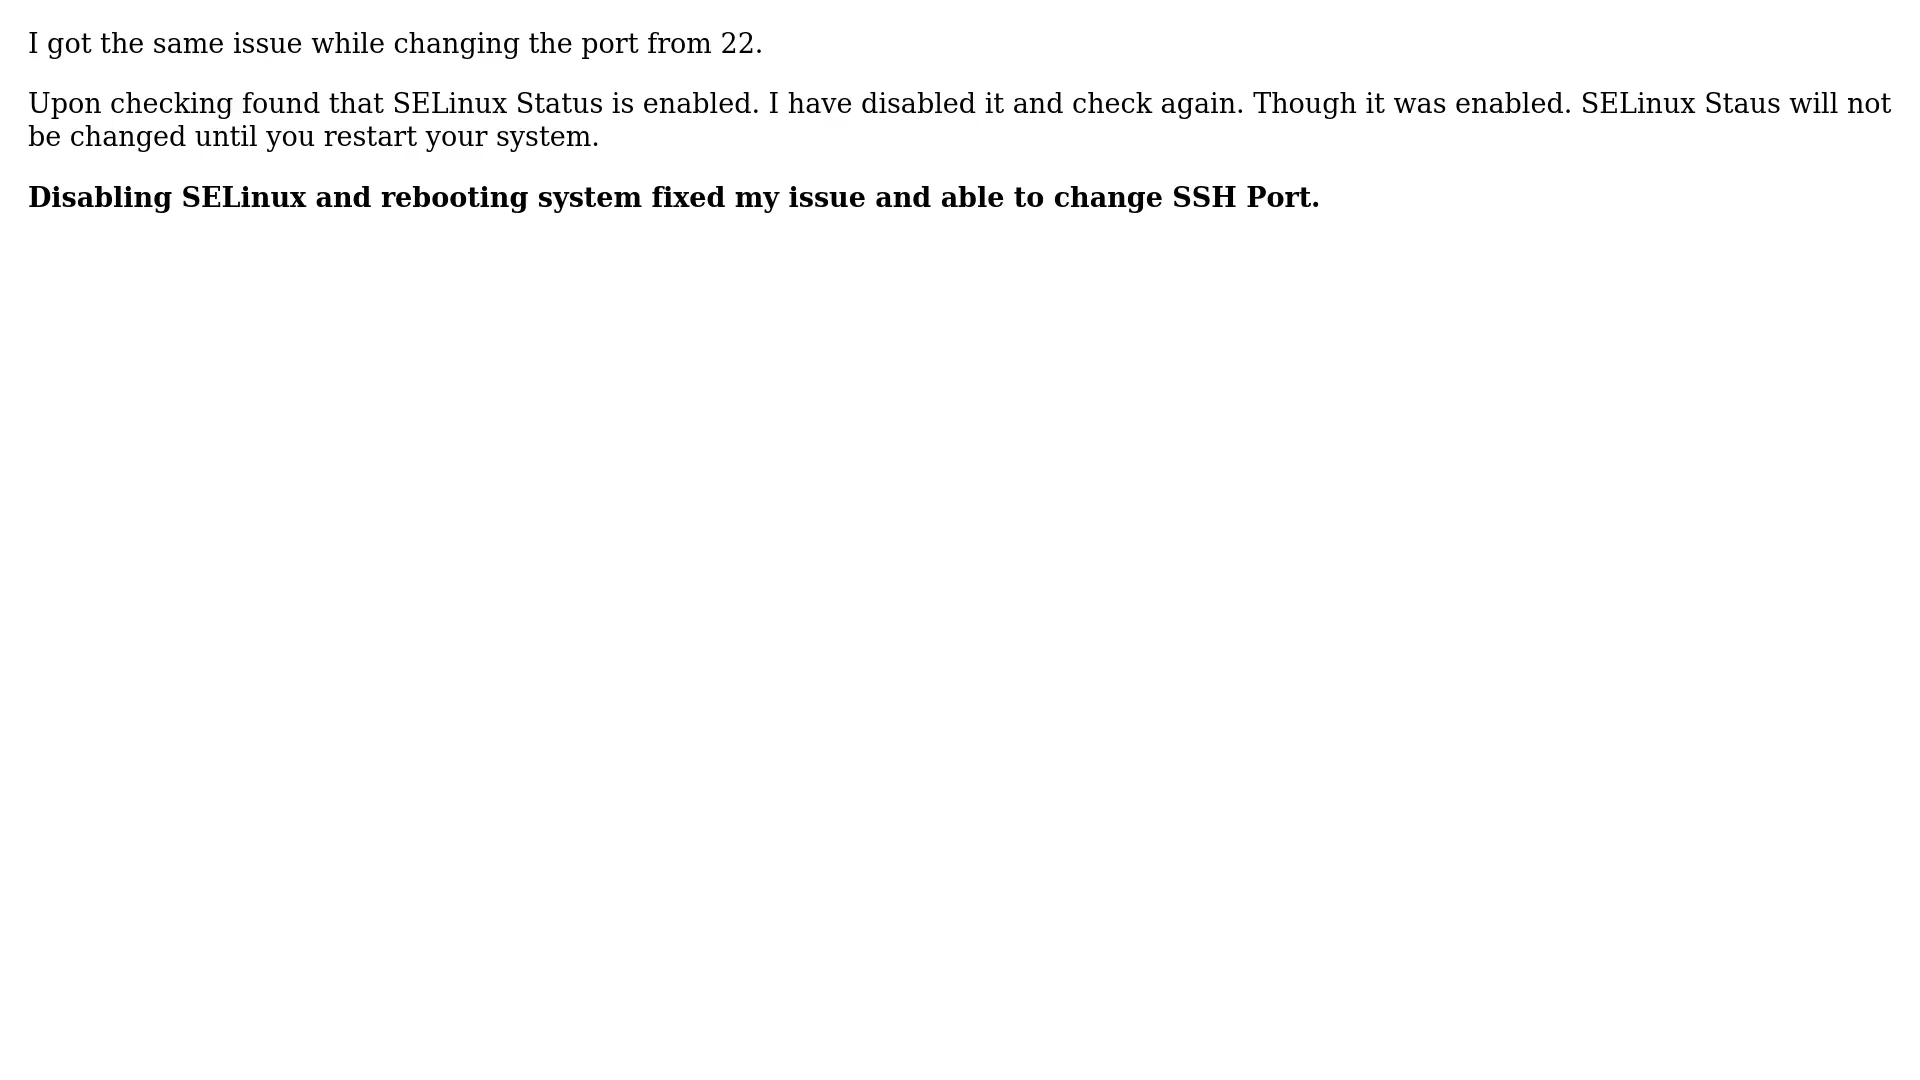 I got the same issue while changing the port from 22.
Upon checking found that SELinux Status is enabled. I have disabled it and check again. Though it was enabled. SELinux Staus will not
be changed until you restart your system.
Disabling SELinux and rebooting system fixed my issue and able to change SSH Port.